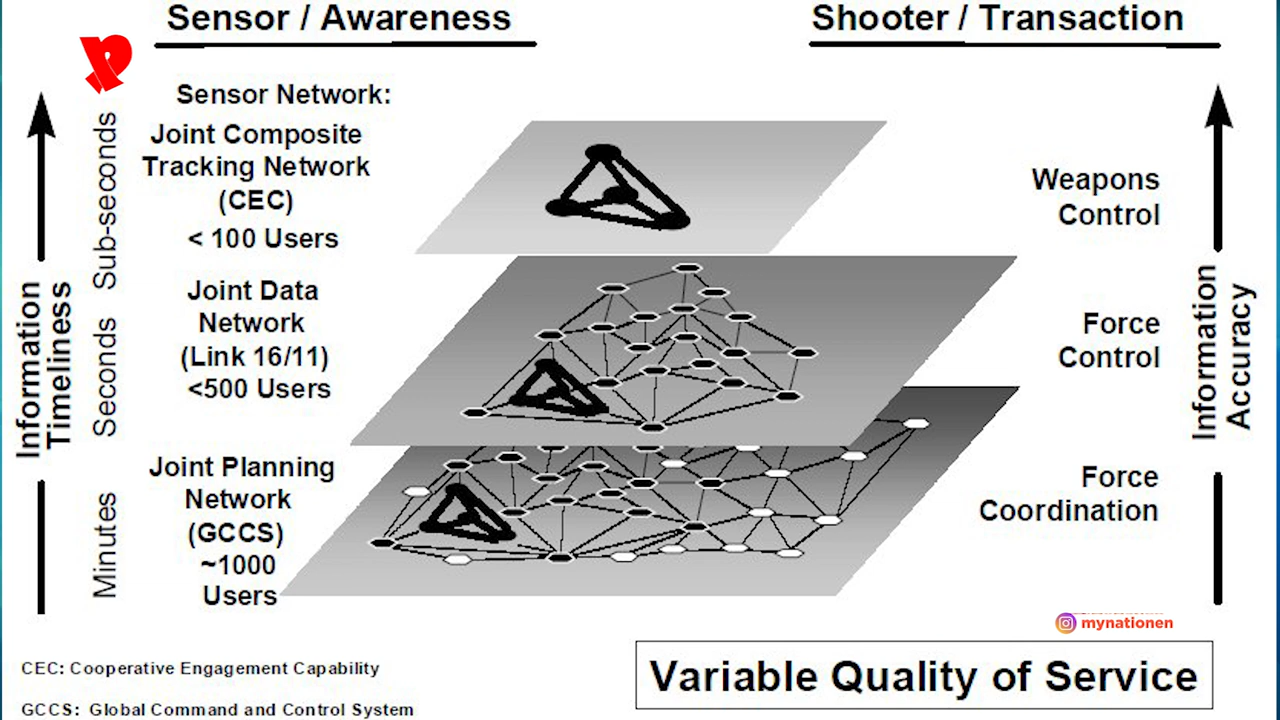 Sensor / Awareness
Shooter / Transaction
Sensor Network:
Joint Composite
Tracking Network
(CEC)
< 100 Users
Joint Data
Network
(Link 16/11)
<500 Users
Joint Planning
Network
(GCCS)
~1000
Users
Information
Timeliness
Sub-seconds
Seconds
Minutes
Weapons
Control
Force
Control
Force
Coordination
Information
Accuracy
mynationen
Variable Quality of Service
CEC: Cooperative Engagement Capability
GCCS: Global Command and Control System